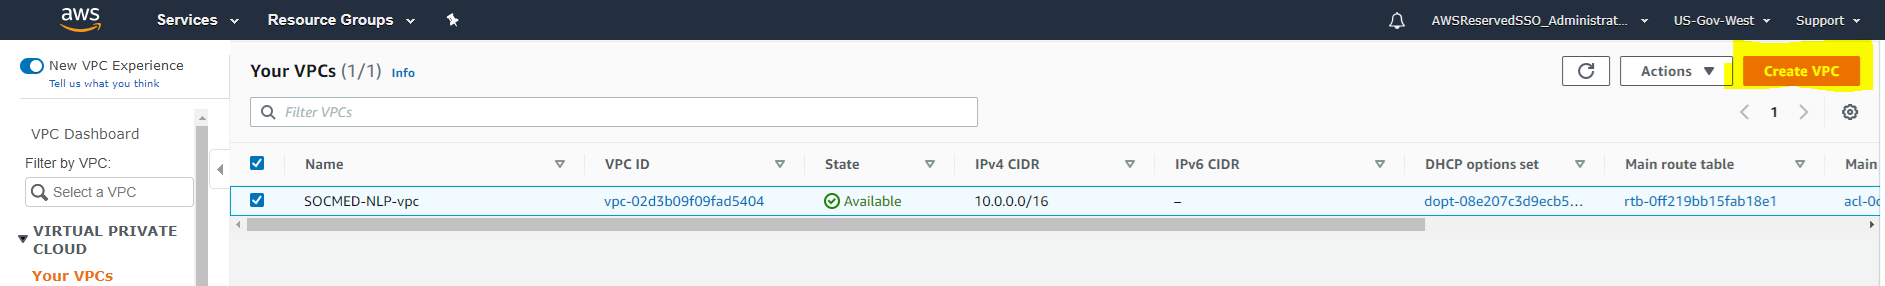 aws Services Resource Groups AWSReservedSSO_Administrat... US-Gov-West Support
New VPC Experience
Tell us what you think
VPC Dashboard
Filter by VPC:
Select a VPC
VIRTUAL PRIVATE
CLOUD
Your VPCs
Your VPCs (1/1) Info Actions Create VPC
Filter VPCs 1
Name VPC ID State IPv4 CIDR IPv6 CIDR DHCP options set Main route table Main
SOCMED-NLP-vpc vpc-02d3b09f09fad5404 Available 10.0.0.0/16 – dopt-08e207c3d9ecb5... rtb-0ff219bb15fab18e1